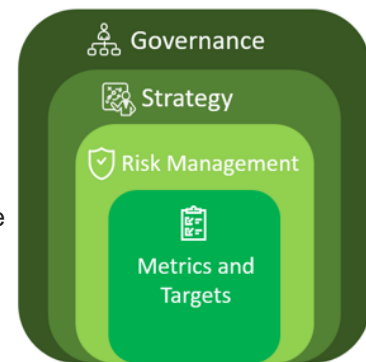 Governance
Strategy
Risk Management
e
Metrics and
Targets